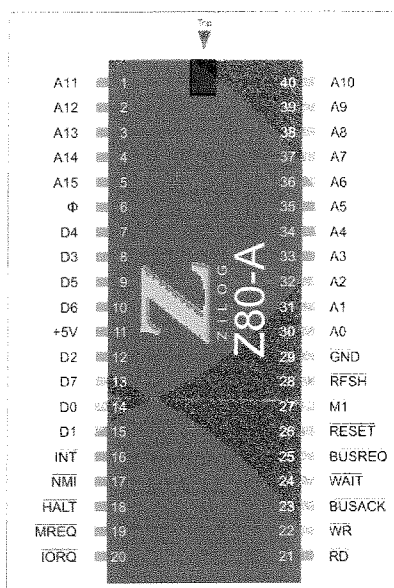 Top
A11 1 40 A10
A12 2 39 A9
A13 3 38 A8
A14 4 37 A7
A15 5 36 A6
Φ 6 35 A5
D4 7 34 A4
D3 8 33 A3
D5 9 32 A2
D6 10 31 A1
+5V 11 30 A0
D2 12 29 GND
D7 13 28 RFSH
D0 14 27 M1
D1 15 26 RESET
INT 16 25 BUSREQ
NMI 17 24 WAIT
HALT 18 23 BUSACK
MREQ 19 22 WR
IORQ 20 21 RD
Z
ZILOG
Z80-A